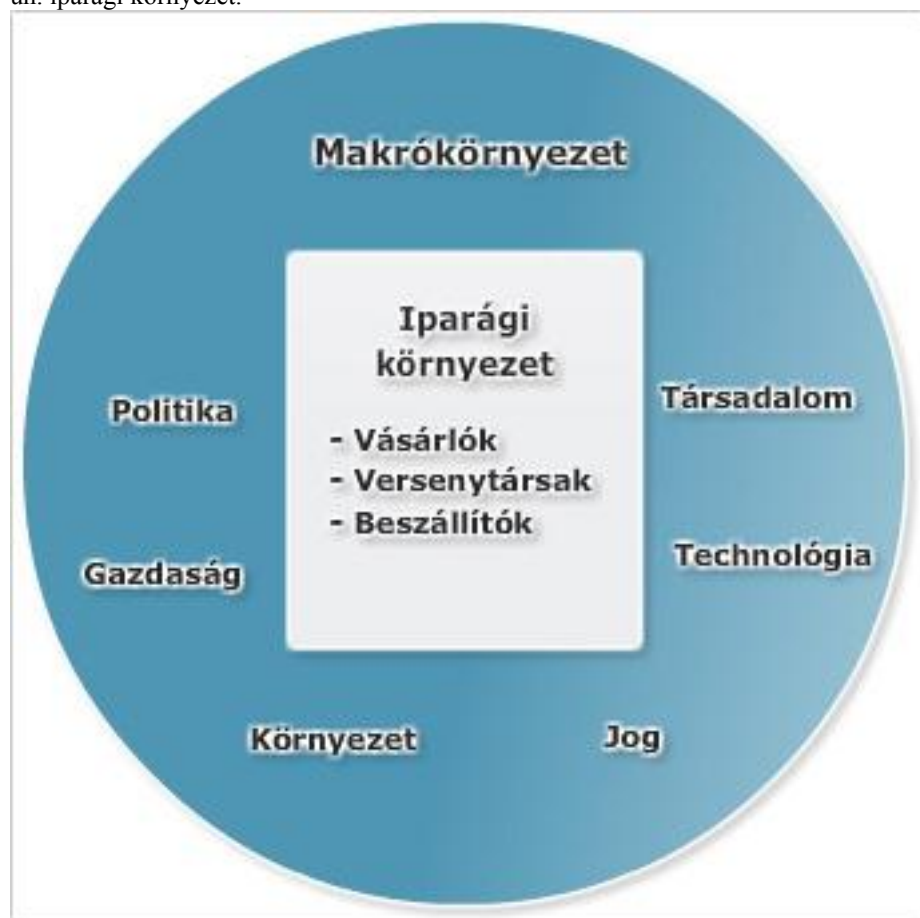 ún. iparági környezet.
Makrókörnyezet
Iparági
környezet
- Vásárlók
- Versenytársak
- Beszállítók
Politika
Társadalom
Gazdaság
Technológia
Környezet
Jog